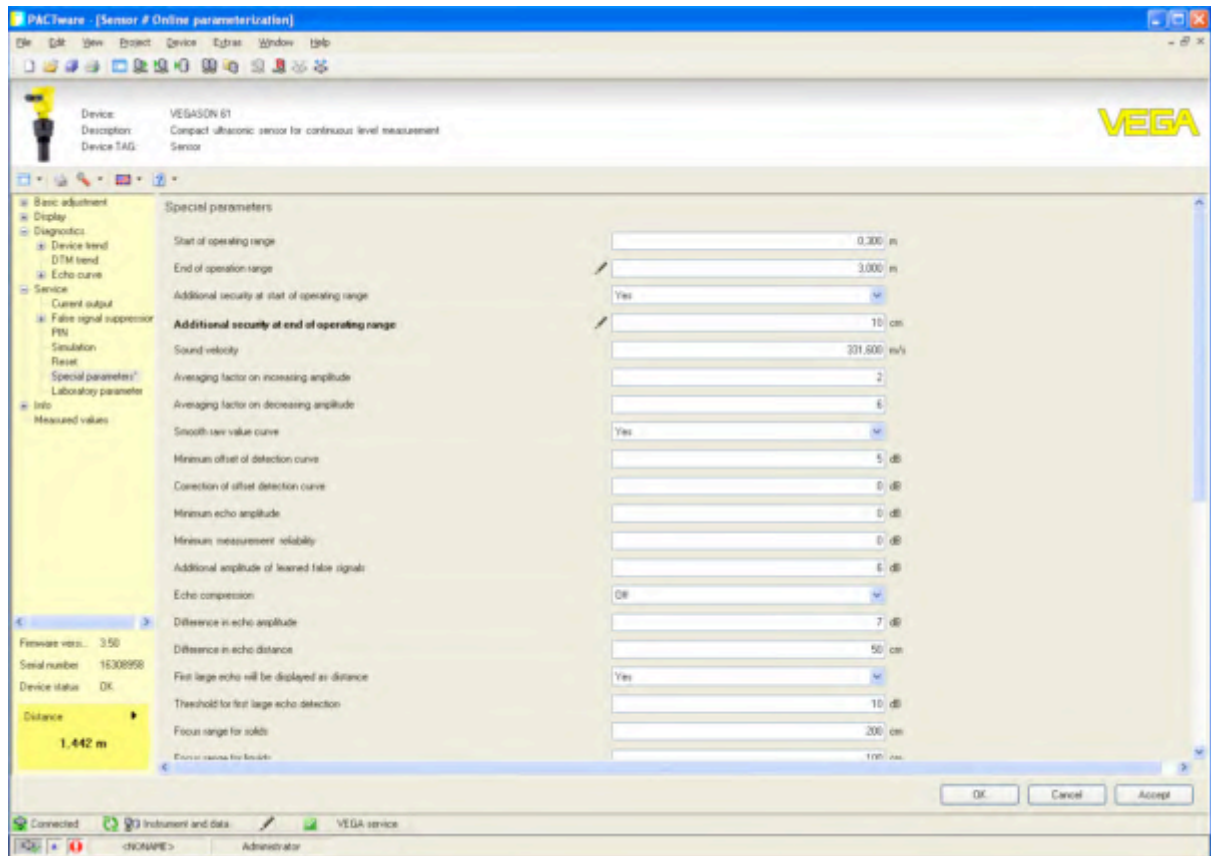 PACTware - [Sensor # Online parameterization]
File Edit View Project Device Extras Window Help
Device: VEGASON 61
Description: Compact ultrasonic sensor for continuous level measurement
Device TAG: Sensor
VEGA
Basic adjustment
Display
Diagnostics
Device trend
DTM trend
Echo curve
Service
Current output
False signal suppression
PIN
Simulation
Reset
Special parameters*
Laboratory parameter
Info
Measured values
Firmware versi... 3.50
Serial number 16308958
Device status OK
Distance
1,442 m
Special parameters
Start of operating range 0,300 m
End of operation range 3,000 m
Additional security at start of operating range Yes
Additional security at end of operating range 10 cm
Sound velocity 331,600 m/s
Averaging factor on increasing amplitude 2
Averaging factor on decreasing amplitude 6
Smooth raw value curve Yes
Minimum offset of detection curve 5 dB
Correction of offset detection curve 0 dB
Minimum echo amplitude 0 dB
Minimum measurement reliability 0 dB
Additional amplitude of learned false signals 6 dB
Echo compression Off
Difference in echo amplitude 7 dB
Difference in echo distance 50 cm
First large echo will be displayed as distance Yes
Threshold for first large echo detection 10 dB
Focus range for solids 200 cm
Focus range for liquids 100 cm
OK Cancel Accept
Connected Instrument and data VEGA service
<NONAME> Administrator